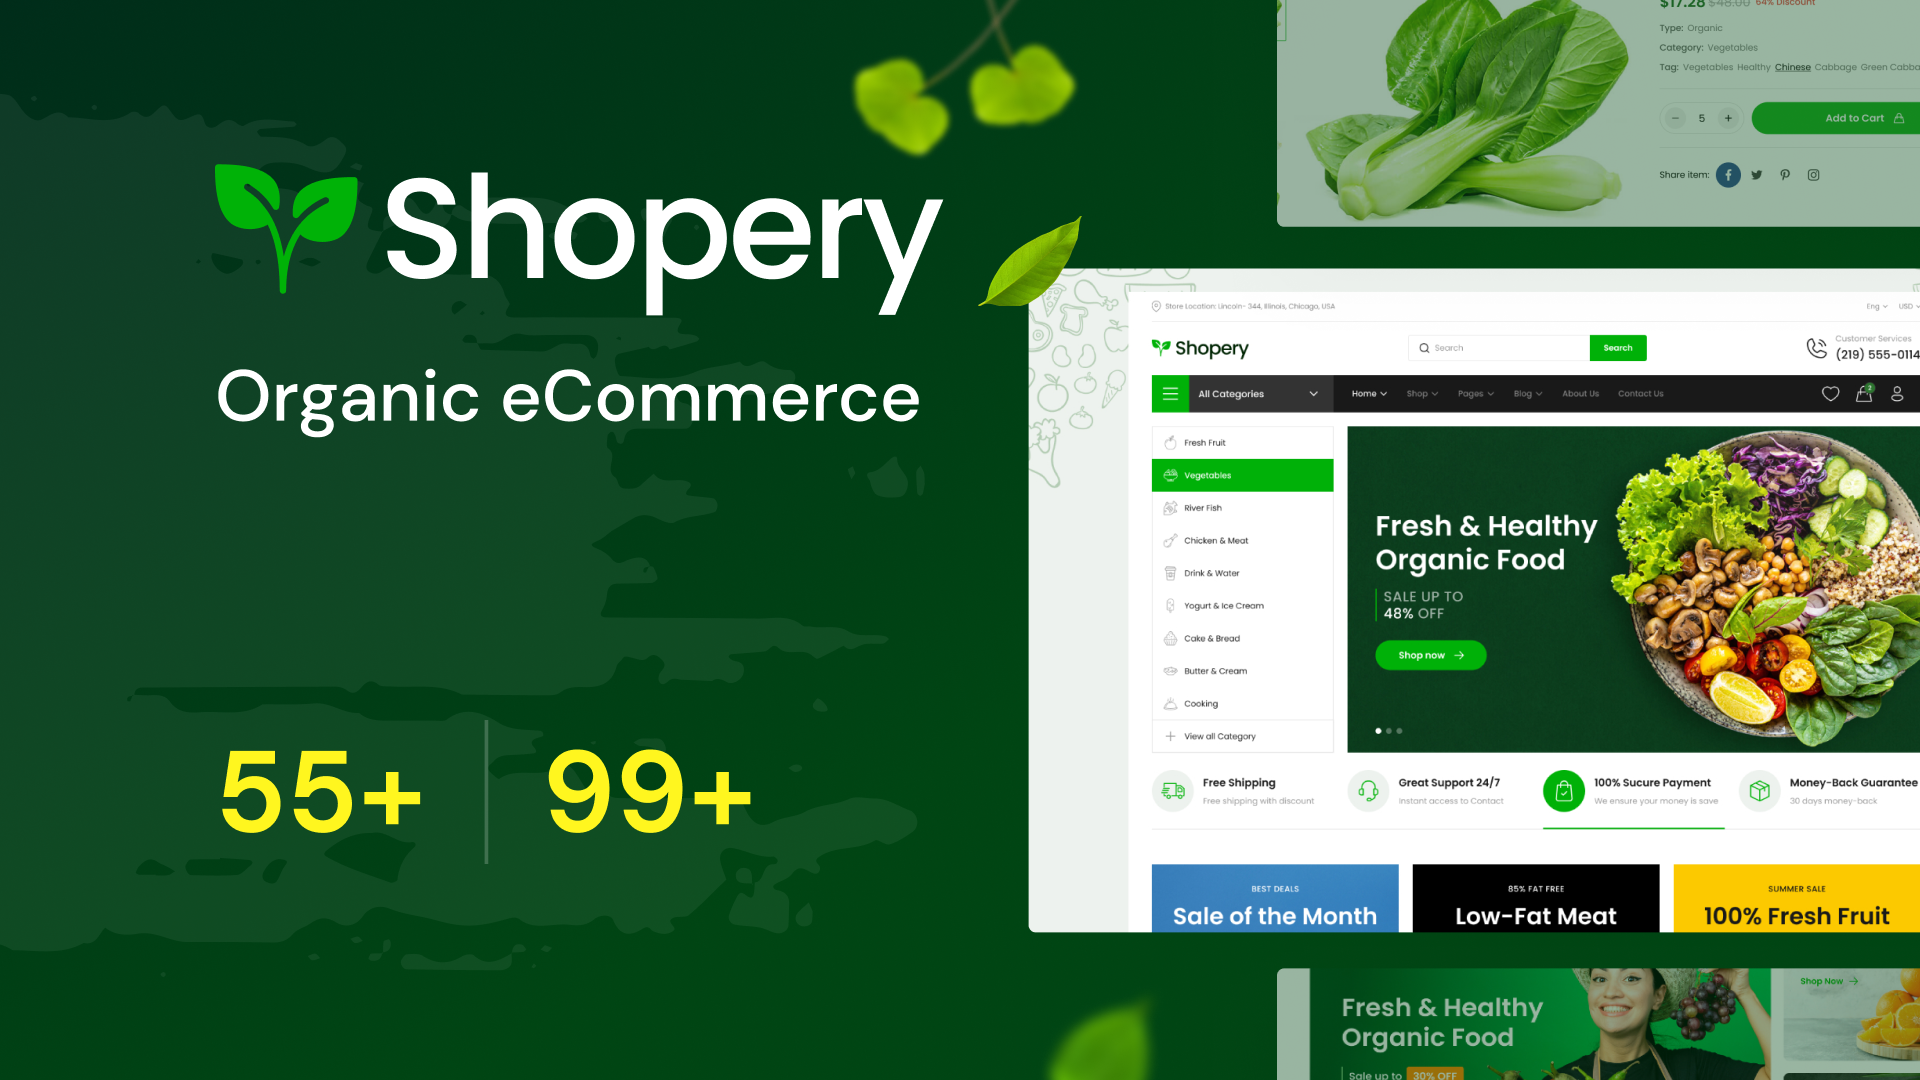 Shopery
Organic eCommerce
55+
99+
$17.28 $48.00 64% Discount
Type: Organic
Category: Vegetables
Tag: Vegetables Healthy Chinese Cabbage Green Cabba
5
Add to Cart
Share item:
Store Location: Lincoln- 344, Illinois, Chicago, USA
Eng
USD
Shopery
Search
Search
Customer Services
(219) 555-0114
All Categories
Home
Shop
Pages
Blog
About Us
Contact Us
2
Fresh Fruit
Vegetables
River Fish
Chicken & Meat
Drink & Water
Yogurt & Ice Cream
Cake & Bread
Butter & Cream
Cooking
View all Category
Fresh & Healthy
Organic Food
SALE UP TO
48% OFF
Shop now
Free Shipping
Free shipping with discount
Great Support 24/7
Instant access to Contact
100% Sucure Payment
We ensure your money is save
Money-Back Guarantee
30 days money-back
BEST DEALS
Sale of the Month
85% FAT FREE
Low-Fat Meat
SUMMER SALE
100% Fresh Fruit
Fresh & Healthy
Organic Food
Sale up to 30% OFF
Shop Now